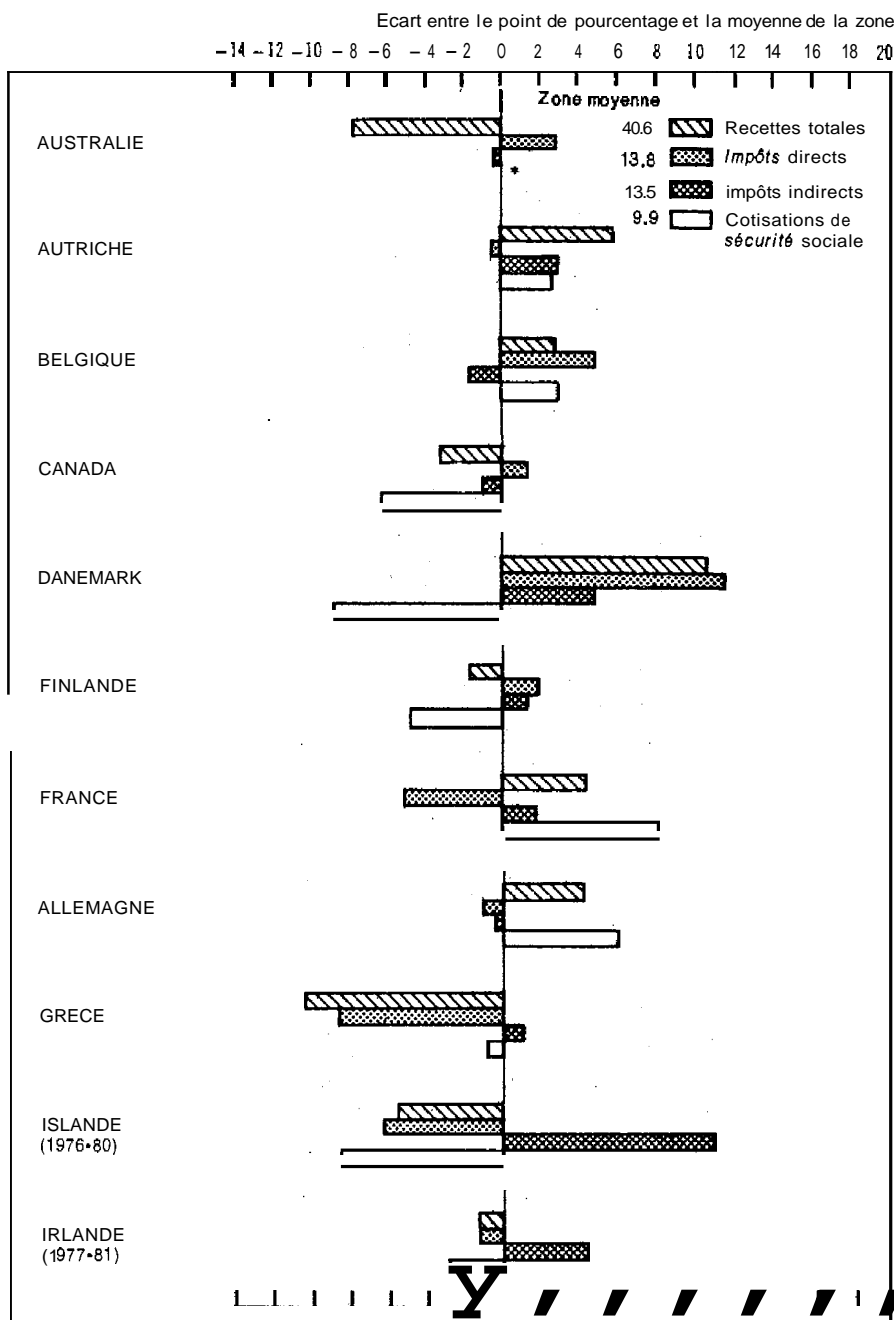 Ecart entre le point de pourcentage et la moyenne de la zone
-14 -12 -10 -8 -6 -4 -2 0 2 4 6 8 10 12 14 16 18 20
Zone moyenne
40.6 Recettes totales
13.8 Impôts directs
13.5 impôts indirects
9.9 Cotisations de
sécurité sociale
AUSTRALIE
*
AUTRICHE
BELGIQUE
CANADA
DANEMARK
FINLANDE
FRANCE
ALLEMAGNE
GRECE
ISLANDE
(1976•80)
IRLANDE
(1977•81)
Y